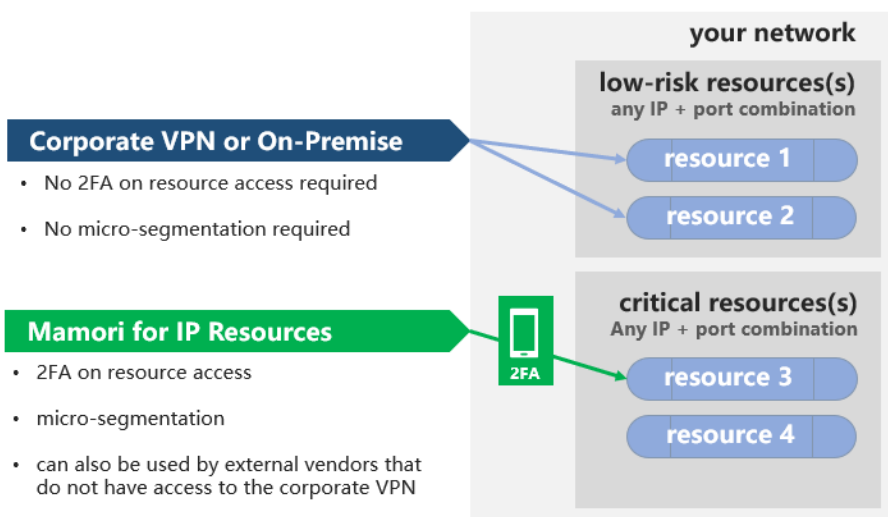 your network
low-risk resources(s)
any IP + port combination
resource 1
resource 2
Corporate VPN or On-Premise
• No 2FA on resource access required
• No micro-segmentation required
critical resources(s)
Any IP + port combination
resource 3
resource 4
2FA
Mamori for IP Resources
• 2FA on resource access
• micro-segmentation
• can also be used by external vendors that
do not have access to the corporate VPN